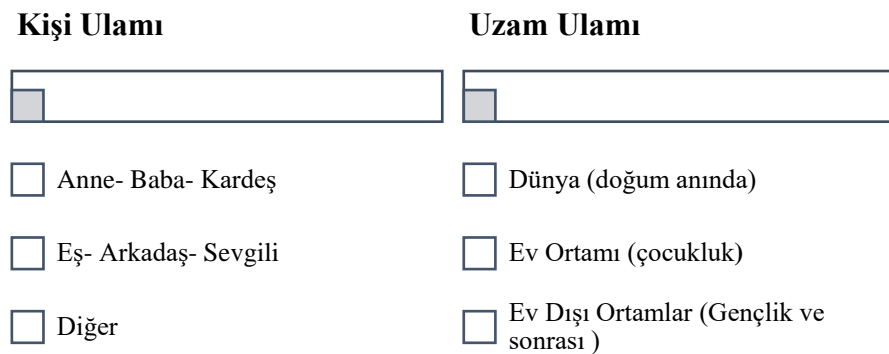 Kişi Ulamı
Anne- Baba- Kardeş
Eş- Arkadaş- Sevgili
Diğer
Uzam Ulamı
Dünya (doğum anında)
Ev Ortamı (çocukluk)
Ev Dışı Ortamlar (Gençlik ve
sonrası )